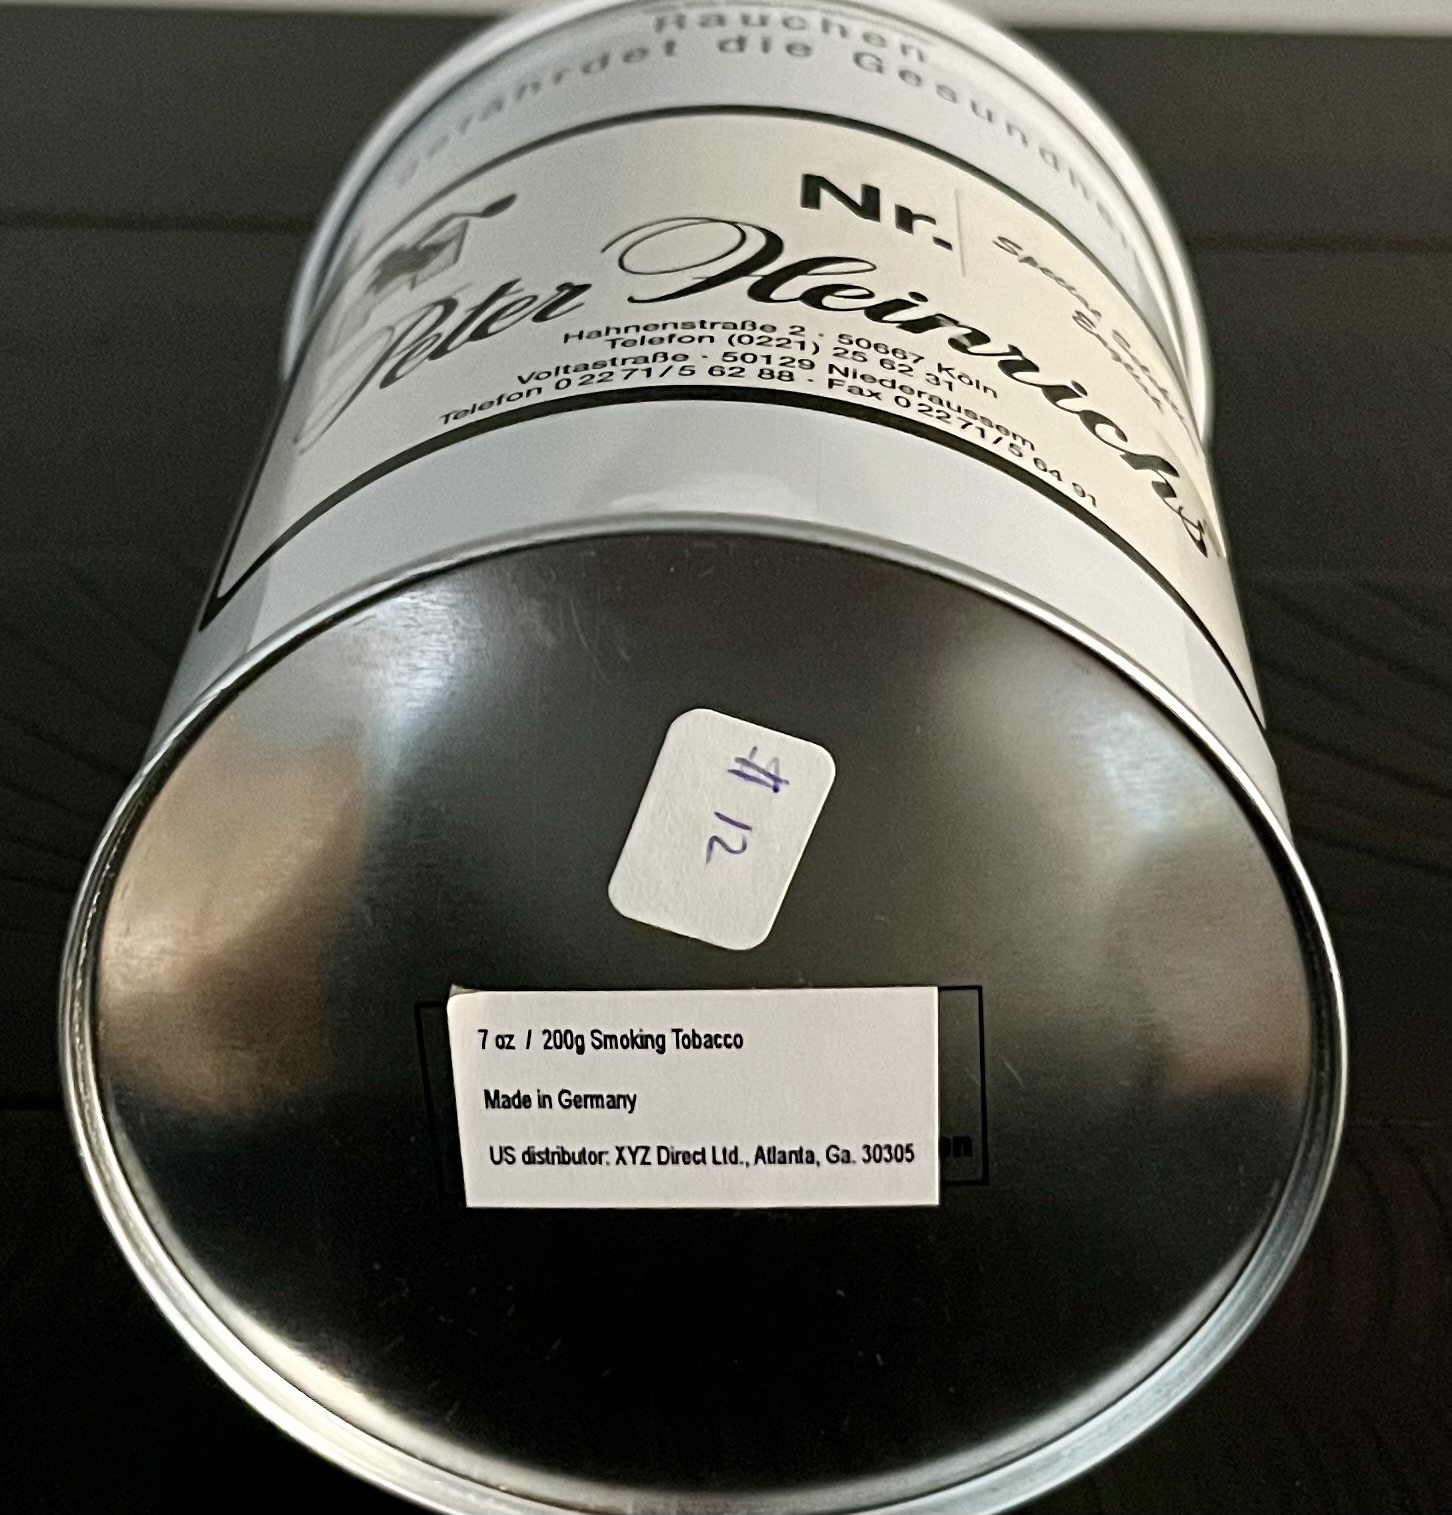 Rauchen
gefährdet die Gesundheit
Nr.
Peter Heinrichs
Hahnenstraße 2 · 50667 Köln
Telefon (0221) 25 62 31
Voltastraße · 50129 Niederaussem
Telefon 0 22 71/5 62 88 · Fax 0 22 71/5 64 91
# 12
7 oz / 200g Smoking Tobacco
Made in Germany
US distributor: XYZ Direct Ltd., Atlanta, Ga. 30305